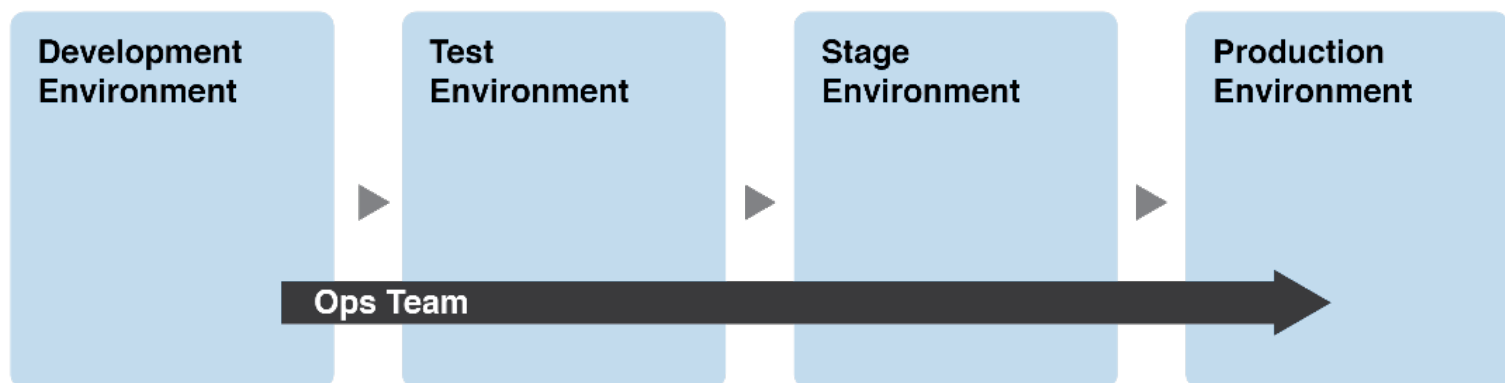 Development
Environment
Test
Environment
Stage
Environment
Production
Environment
Ops Team